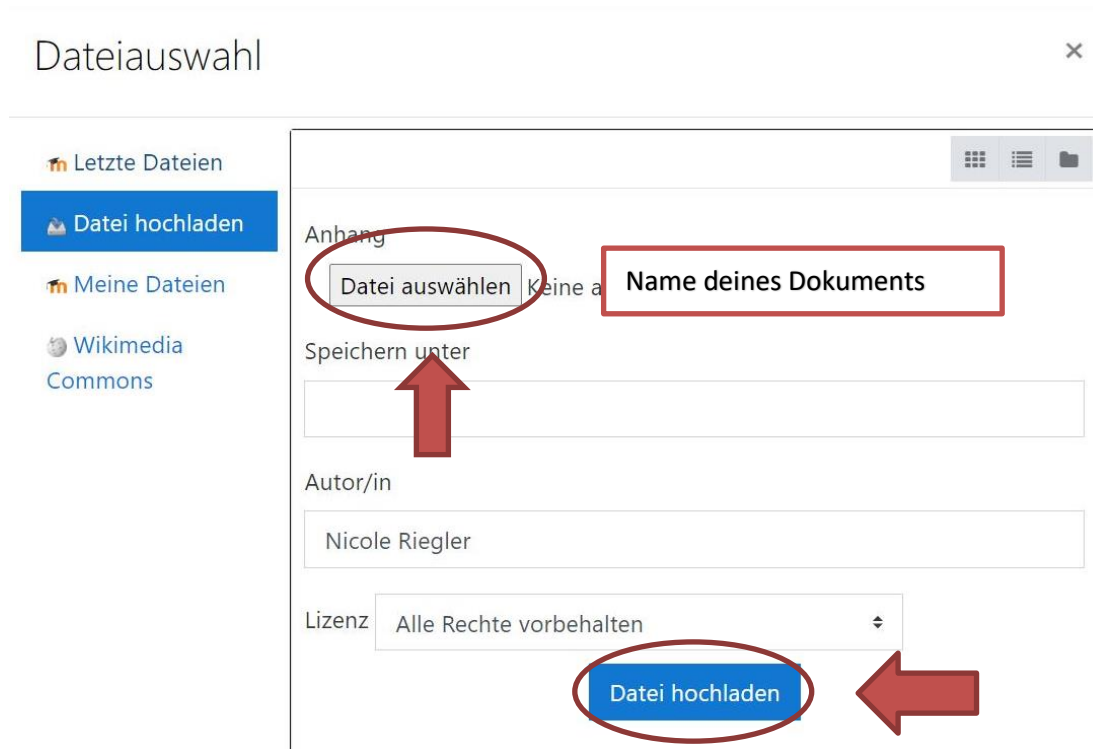 Dateiauswahl
Letzte Dateien
Datei hochladen
Meine Dateien
Wikimedia
Commons
Anhang
Datei auswählen Keine a
Name deines Dokuments
Speichern unter
Autor/in
Nicole Riegler
Lizenz Alle Rechte vorbehalten
Datei hochladen